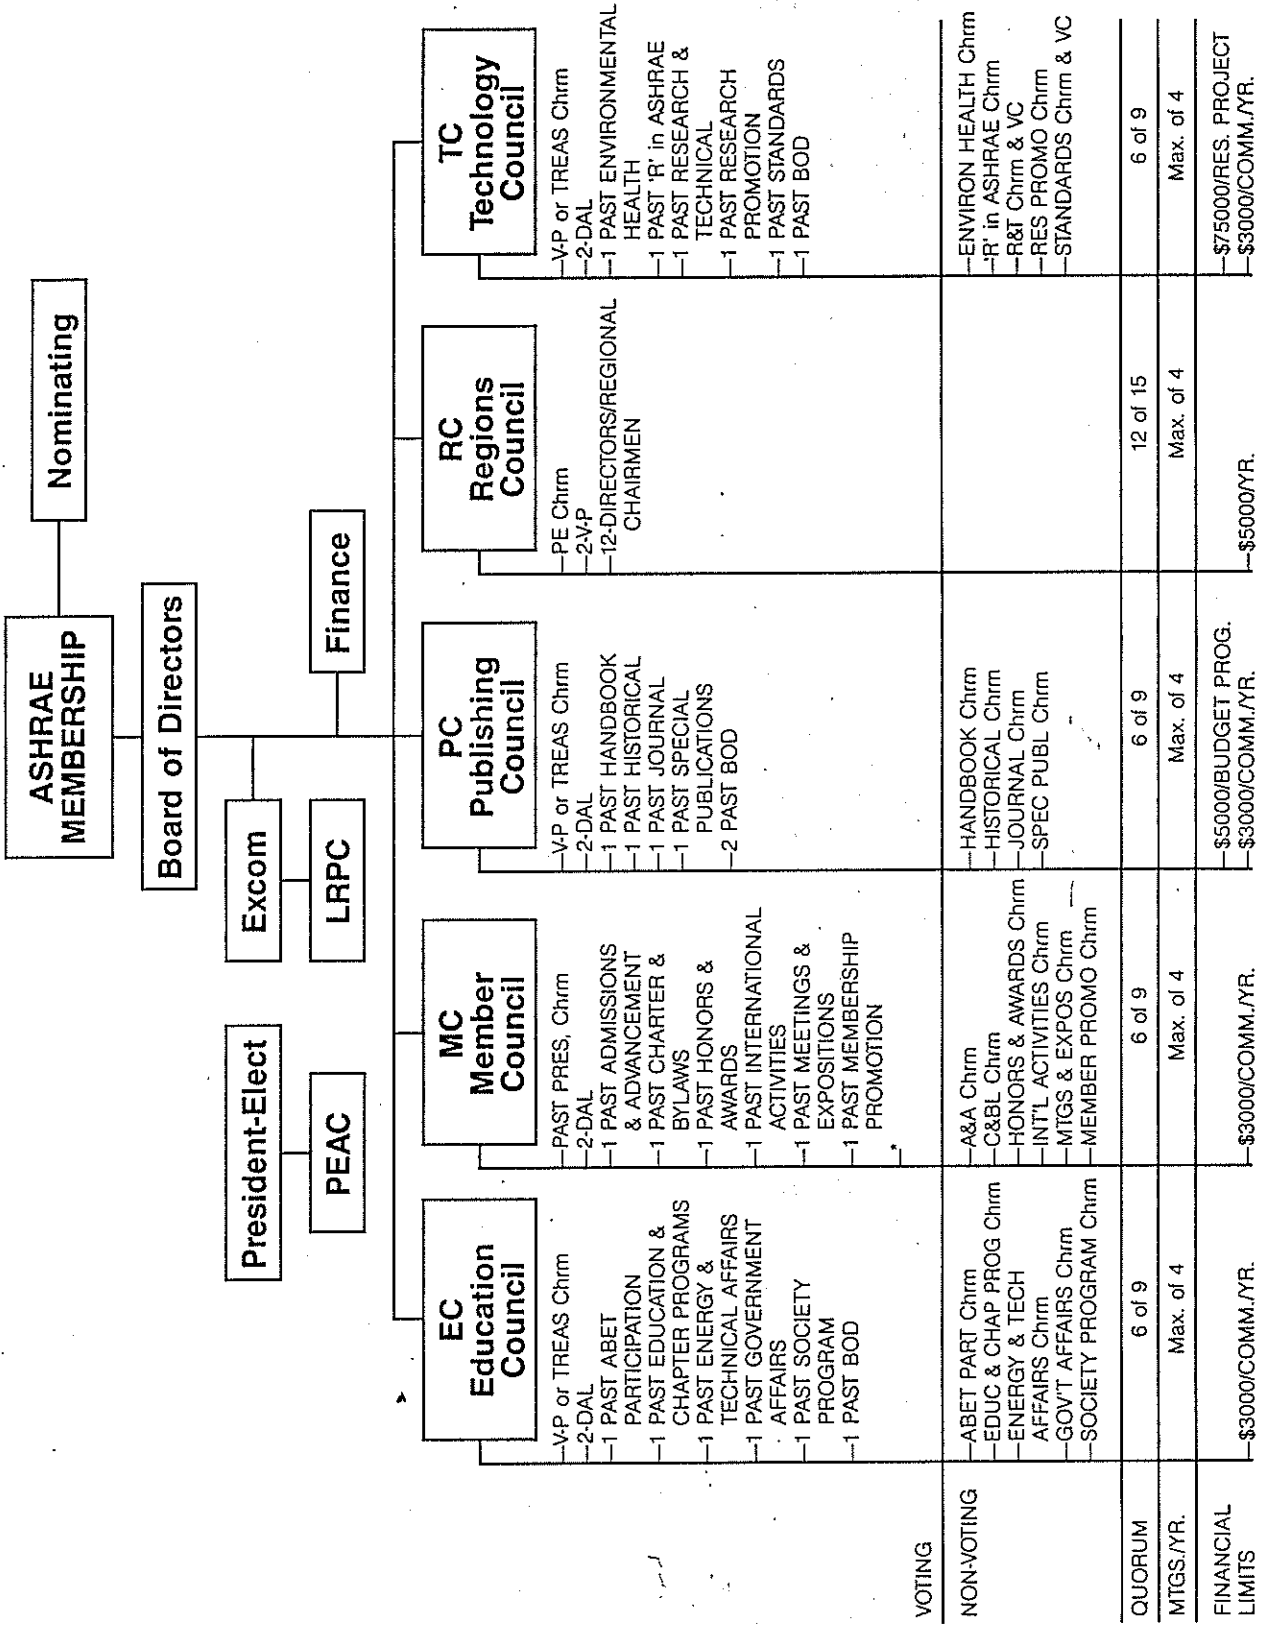 ASHRAE
MEMBERSHIP
Nominating
Board of Directors
Excom
LRPC
Finance
President-Elect
PEAC
EC
Education
Council
V-P or TREAS Chrm
2-DAL
1 PAST ABET
PARTICIPATION
1 PAST EDUCATION &
CHAPTER PROGRAMS
1 PAST ENERGY &
TECHNICAL AFFAIRS
1 PAST GOVERNMENT
AFFAIRS
1 PAST SOCIETY
PROGRAM
1 PAST BOD
MC
Member
Council
PAST PRES, Chrm
2-DAL
1 PAST ADMISSIONS
& ADVANCEMENT
1 PAST CHARTER &
BYLAWS
1 PAST HONORS &
AWARDS
1 PAST INTERNATIONAL
ACTIVITIES
1 PAST MEETINGS &
EXPOSITIONS
1 PAST MEMBERSHIP
PROMOTION
PC
Publishing
Council
V-P or TREAS Chrm
2-DAL
1 PAST HANDBOOK
1 PAST HISTORICAL
1 PAST JOURNAL
1 PAST SPECIAL
PUBLICATIONS
2 PAST BOD
RC
Regions
Council
PE Chrm
2-V-P
12-DIRECTORS/REGIONAL
CHAIRMEN
TC
Technology
Council
V-P or TREAS Chrm
2-DAL
1 PAST ENVIRONMENTAL
HEALTH
1 PAST 'R' in ASHRAE
1 PAST RESEARCH &
TECHNICAL
1 PAST RESEARCH
PROMOTION
1 PAST STANDARDS
1 PAST BOD
VOTING
NON-VOTING
ABET PART Chrm
EDUC & CHAP PROG Chrm
ENERGY & TECH
AFFAIRS Chrm
GOV'T AFFAIRS Chrm
SOCIETY PROGRAM Chrm
A&A Chrm
C&BL Chrm
HONORS & AWARDS Chrm
INT'L ACTIVITIES Chrm
MTGS & EXPOS Chrm
MEMBER PROMO Chrm
HANDBOOK Chrm
HISTORICAL Chrm
JOURNAL Chrm
SPEC PUBL Chrm
ENVIRON HEALTH Chrm
'R' in ASHRAE Chrm
R&T Chrm & VC
RES PROMO Chrm
STANDARDS Chrm & VC
QUORUM 6 of 9 6 of 9 6 of 9 12 of 15 6 of 9
MTGS./YR. Max. of 4 Max. of 4 Max. of 4 Max. of 4 Max. of 4
FINANCIAL
LIMITS
$3000/COMM./YR.
$3000/COMM./YR.
$5000/BUDGET PROG.
$3000/COMM./YR.
$5000/YR.
$75000/RES. PROJECT
$3000/COMM./YR.